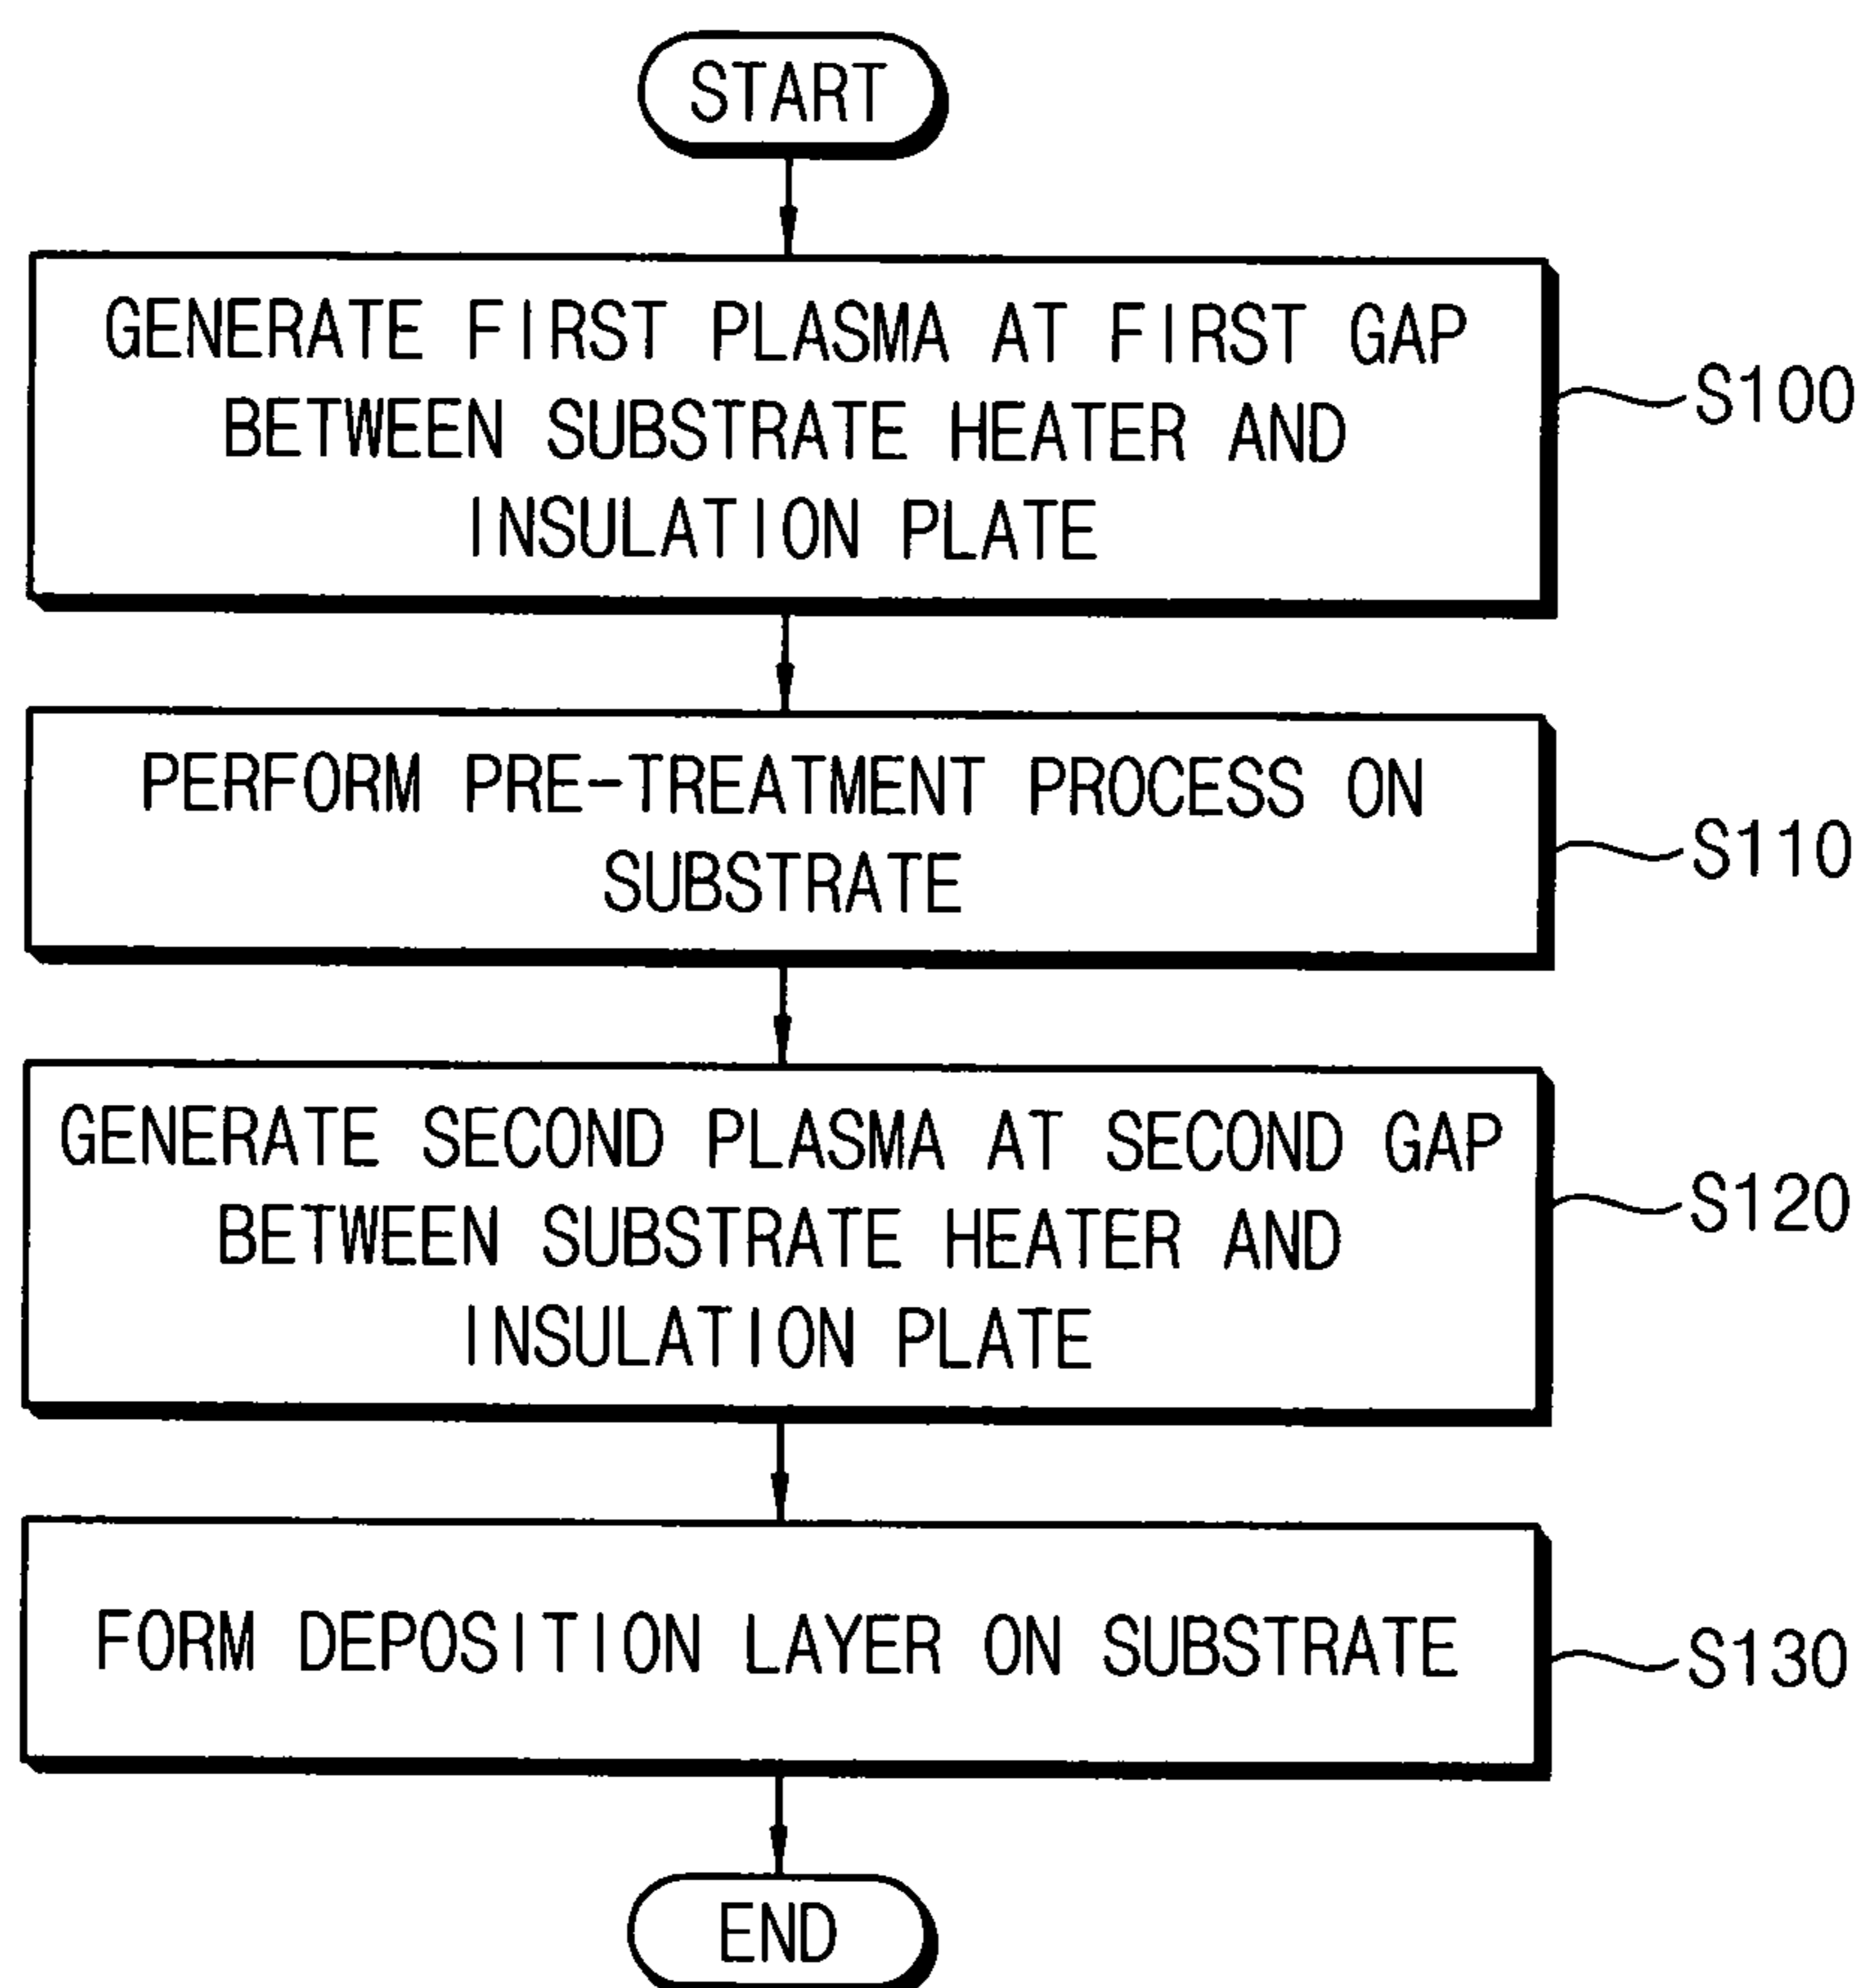 START
GENERATE FIRST PLASMA AT FIRST GAP
BETWEEN SUBSTRATE HEATER AND
INSULATION PLATE
S100
PERFORM PRE-TREATMENT PROCESS ON
SUBSTRATE
S110
GENERATE SECOND PLASMA AT SECOND GAP
BETWEEN SUBSTRATE HEATER AND
INSULATION PLATE
S120
FORM DEPOSITION LAYER ON SUBSTRATE
S130
END